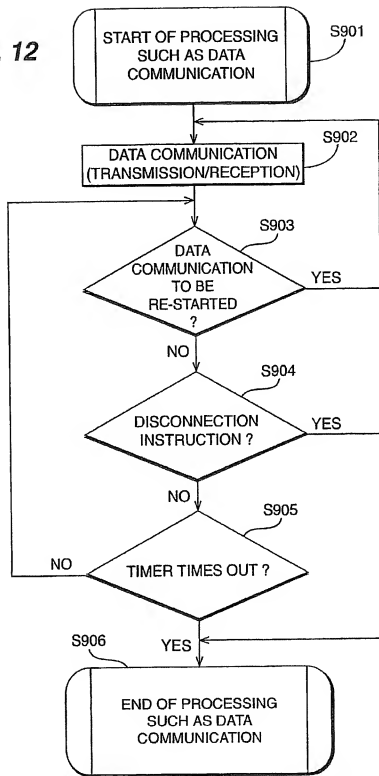 12
START OF PROCESSING
SUCH AS DATA
COMMUNICATION
S901
DATA COMMUNICATION
(TRANSMISSION/RECEPTION)
S902
DATA
COMMUNICATION
TO BE
RE-STARTED
?
S903
YES
NO
DISCONNECTION
INSTRUCTION ?
S904
YES
NO
TIMER TIMES OUT ?
S905
NO
YES
S906
END OF PROCESSING
SUCH AS DATA
COMMUNICATION